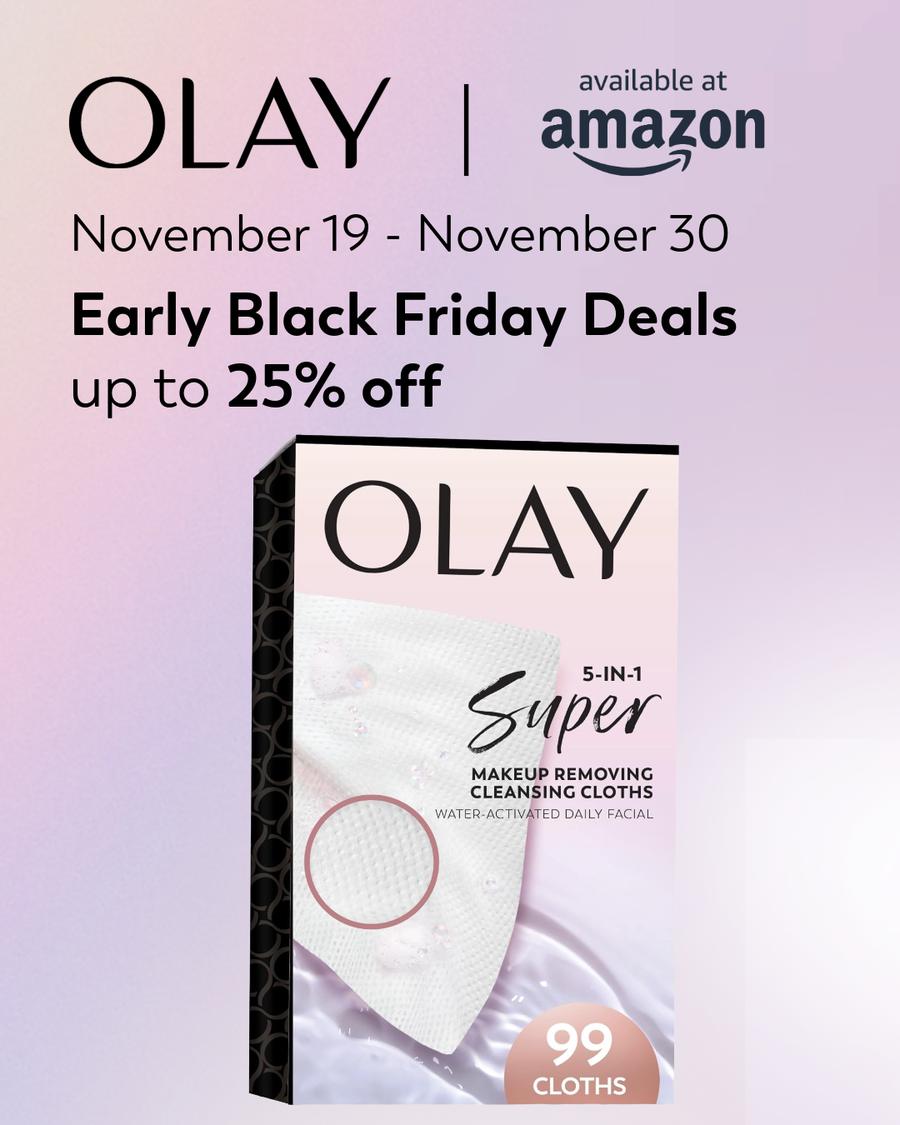 OLAY
available at
amazon
November 19 - November 30
Early Black Friday Deals
up to 25% off
OLAY
5-IN-1
Super
MAKEUP REMOVING
CLEANSING CLOTHS
WATER-ACTIVATED DAILY FACIAL
99
CLOTHS